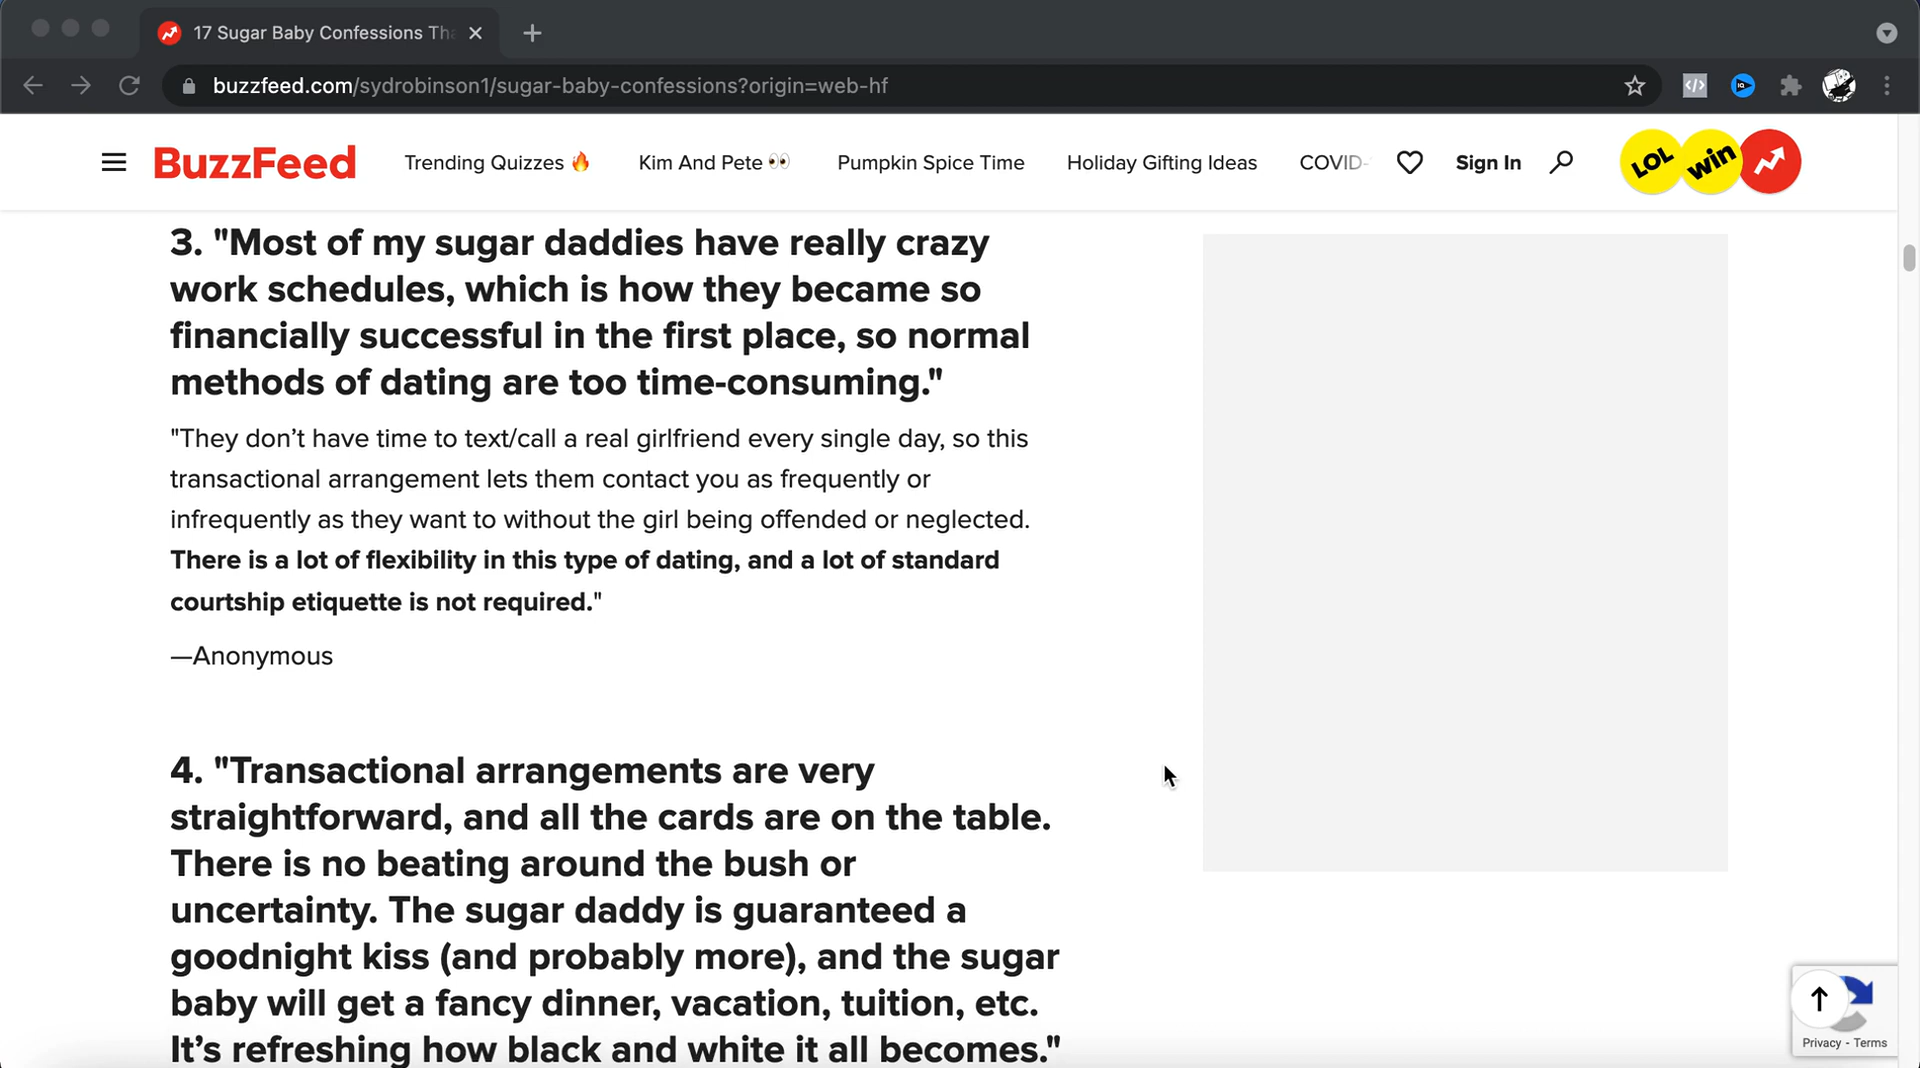 17 Sugar Baby Confessions Tha
buzzfeed.com/sydrobinson1/sugar-baby-confessions?origin=web-hf
BuzzFeed
Trending Quizzes 🔥
Kim And Pete 👀
Pumpkin Spice Time
Holiday Gifting Ideas
COVID-
Sign In
LOL
win
3. "Most of my sugar daddies have really crazy
work schedules, which is how they became so
financially successful in the first place, so normal
methods of dating are too time-consuming."
"They don’t have time to text/call a real girlfriend every single day, so this
transactional arrangement lets them contact you as frequently or
infrequently as they want to without the girl being offended or neglected.
There is a lot of flexibility in this type of dating, and a lot of standard
courtship etiquette is not required."
—Anonymous
4. "Transactional arrangements are very
straightforward, and all the cards are on the table.
There is no beating around the bush or
uncertainty. The sugar daddy is guaranteed a
goodnight kiss (and probably more), and the sugar
baby will get a fancy dinner, vacation, tuition, etc.
It’s refreshing how black and white it all becomes."
Privacy - Terms